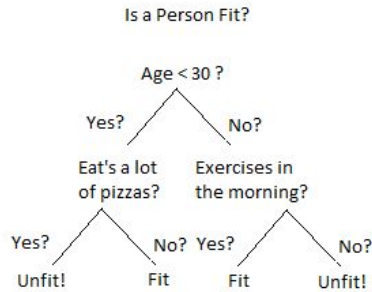 Is a Person Fit?
Age < 30 ?
Yes?
No?
Eat's a lot
of pizzas?
Exercises in
the morning?
Yes?
No?
Yes?
No?
Unfit!
Fit
Fit
Unfit!